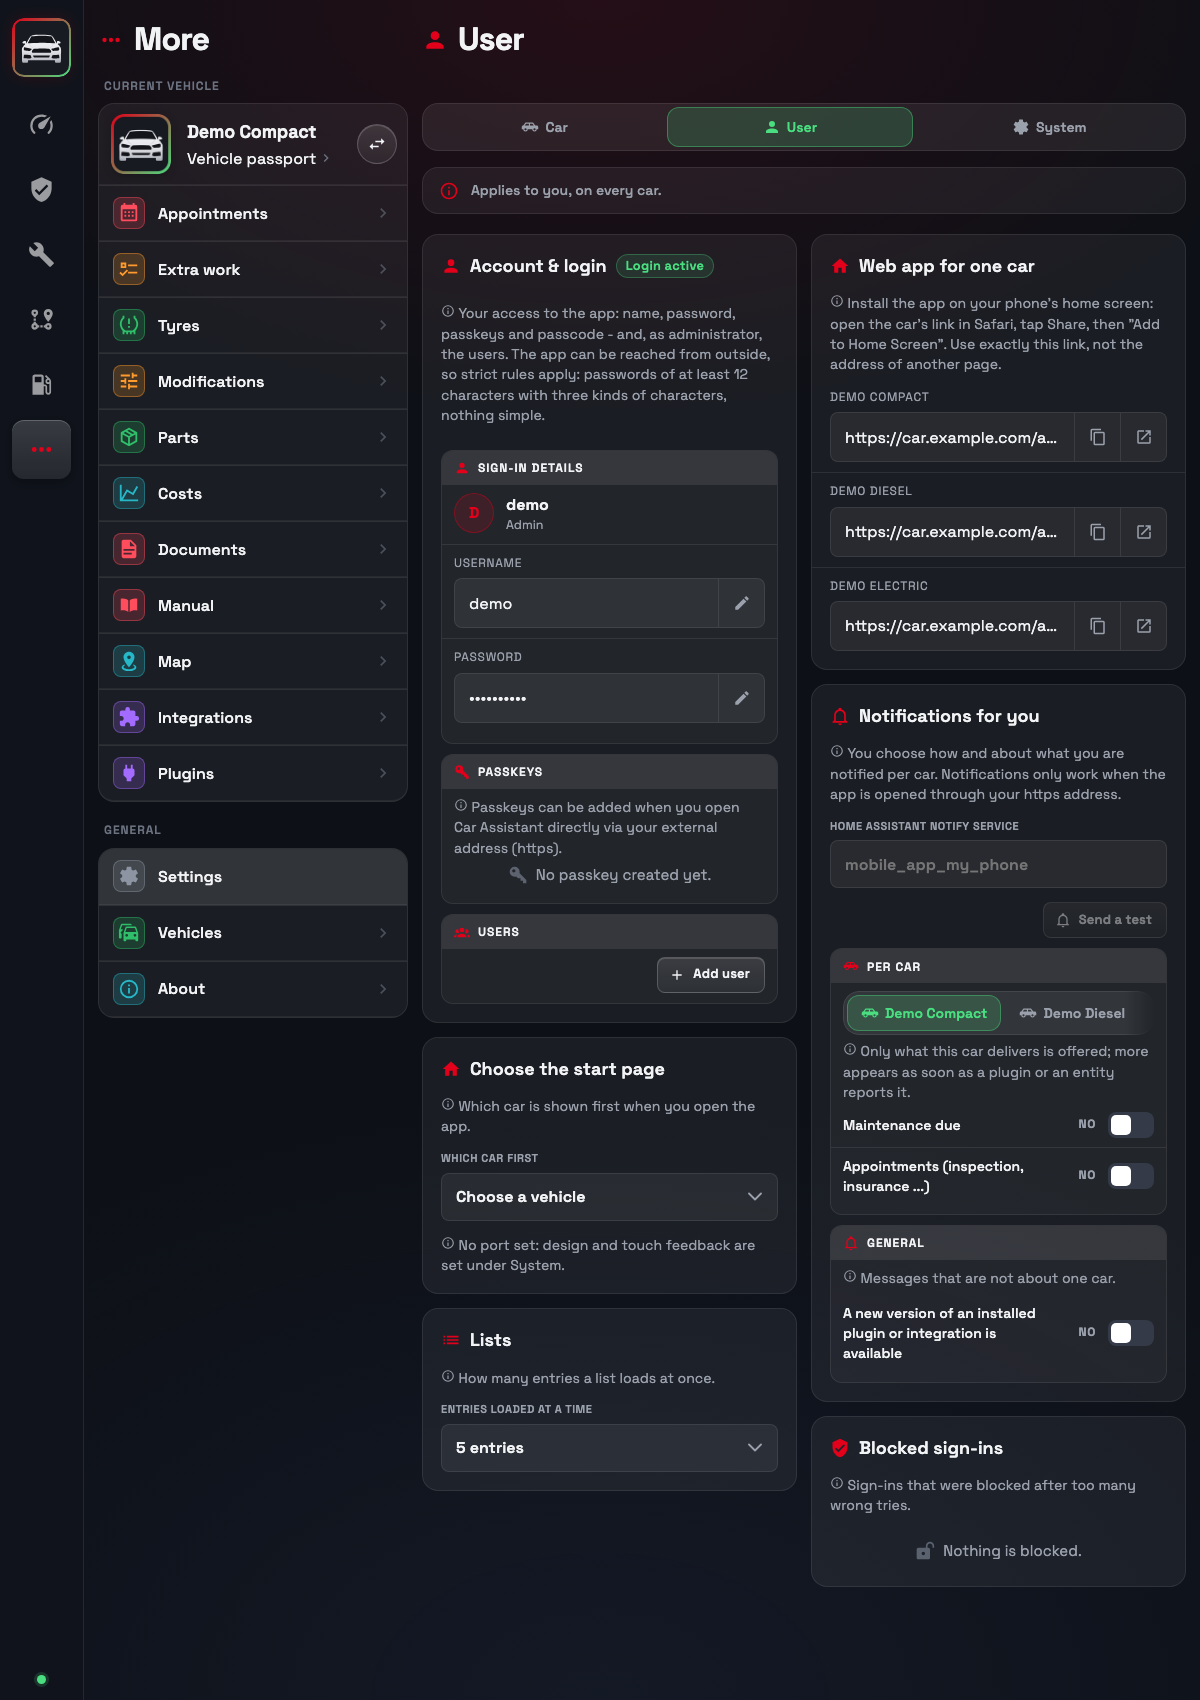 More
CURRENT VEHICLE
Demo Compact
Vehicle passport
Appointments
Extra work
Tyres
Modifications
Parts
Costs
Documents
Manual
Map
Integrations
Plugins
GENERAL
Settings
Vehicles
About
User
Car
User
System
Applies to you, on every car.
Account & login
Login active
Your access to the app: name, password,
passkeys and passcode - and, as administrator,
the users. The app can be reached from outside,
so strict rules apply: passwords of at least 12
characters with three kinds of characters,
nothing simple.
SIGN-IN DETAILS
D
demo
Admin
USERNAME
demo
PASSWORD
••••••••••
PASSKEYS
Passkeys can be added when you open
Car Assistant directly via your external
address (https).
No passkey created yet.
USERS
Add user
Choose the start page
Which car is shown first when you open the
app.
WHICH CAR FIRST
Choose a vehicle
No port set: design and touch feedback are
set under System.
Lists
How many entries a list loads at once.
ENTRIES LOADED AT A TIME
5 entries
Web app for one car
Install the app on your phone's home screen:
open the car's link in Safari, tap Share, then "Add
to Home Screen". Use exactly this link, not the
address of another page.
DEMO COMPACT
https://car.example.com/a...
DEMO DIESEL
https://car.example.com/a...
DEMO ELECTRIC
https://car.example.com/a...
Notifications for you
You choose how and about what you are
notified per car. Notifications only work when the
app is opened through your https address.
HOME ASSISTANT NOTIFY SERVICE
mobile_app_my_phone
Send a test
PER CAR
Demo Compact
Demo Diesel
Only what this car delivers is offered; more
appears as soon as a plugin or an entity
reports it.
Maintenance due
NO
Appointments (inspection,
insurance ...)
NO
GENERAL
Messages that are not about one car.
A new version of an installed
plugin or integration is
available
NO
Blocked sign-ins
Sign-ins that were blocked after too many
wrong tries.
Nothing is blocked.